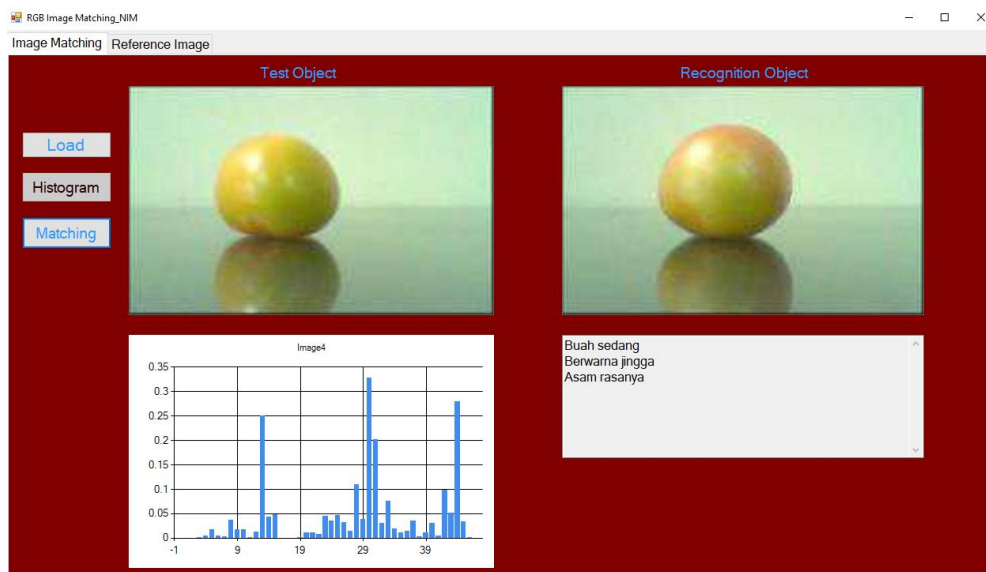 RGB Image Matching_NIM
Image Matching Reference Image
Test Object
Recognition Object
Load
Histogram
Matching
Image4
0.35
0.3
0.25
0.2
0.15
0.1
0.05
0
-1 9 19 29 39
Buah sedang
Berwarna jingga
Asam rasanya